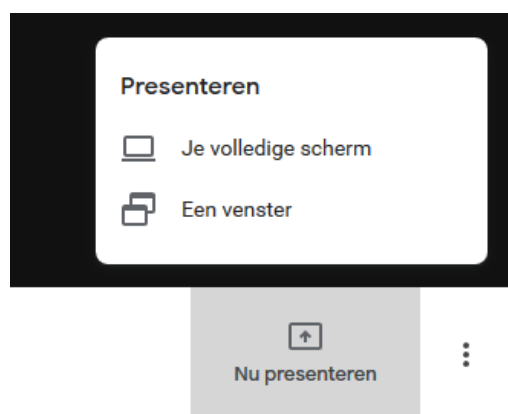 Presenteren
Je volledige scherm
Een venster
Nu presenteren